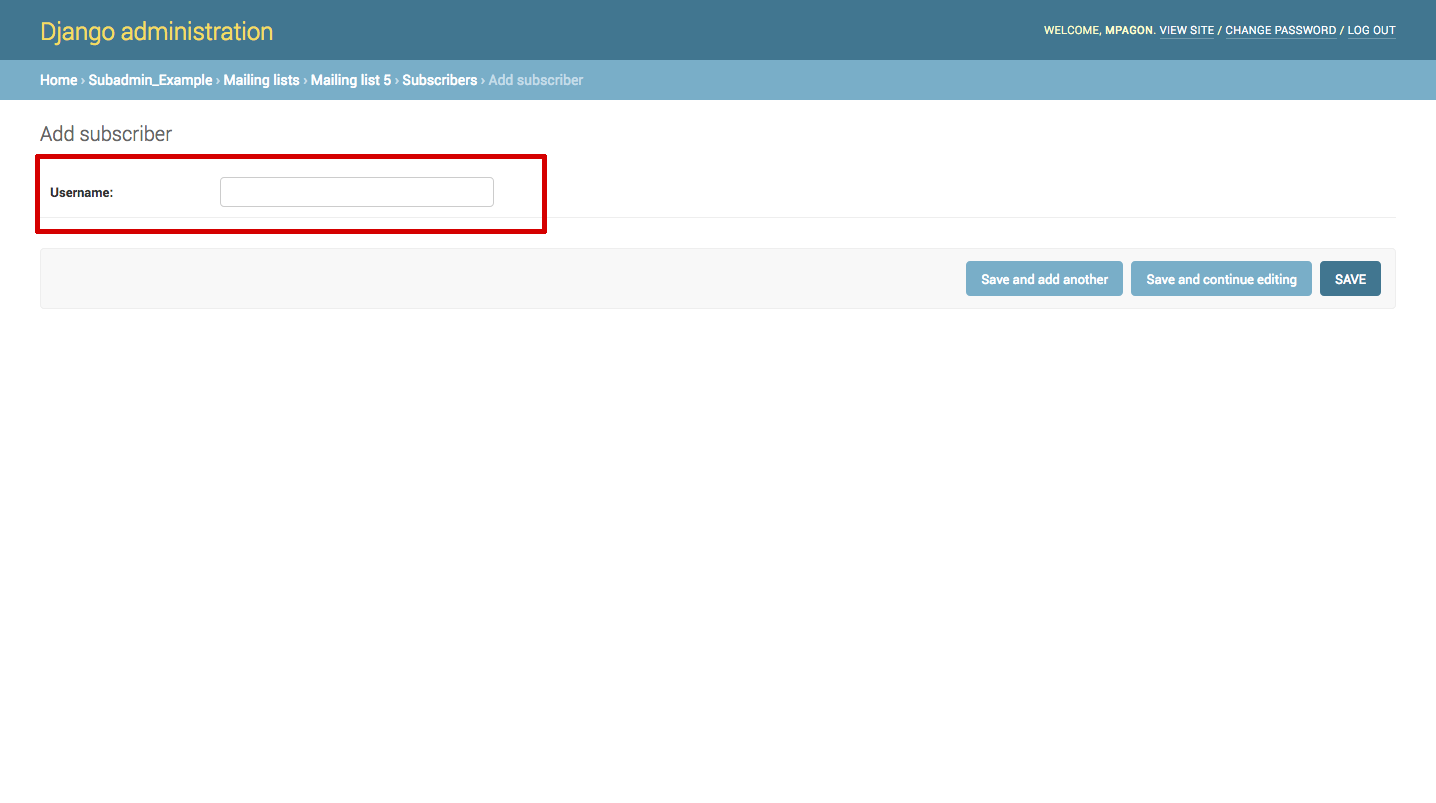 Django administration
WELCOME, MPAGON. VIEW SITE / CHANGE PASSWORD / LOG OUT
Home › Subadmin_Example › Mailing lists › Mailing list 5 › Subscribers › Add subscriber
Add subscriber
Username:
Save and add another
Save and continue editing
SAVE